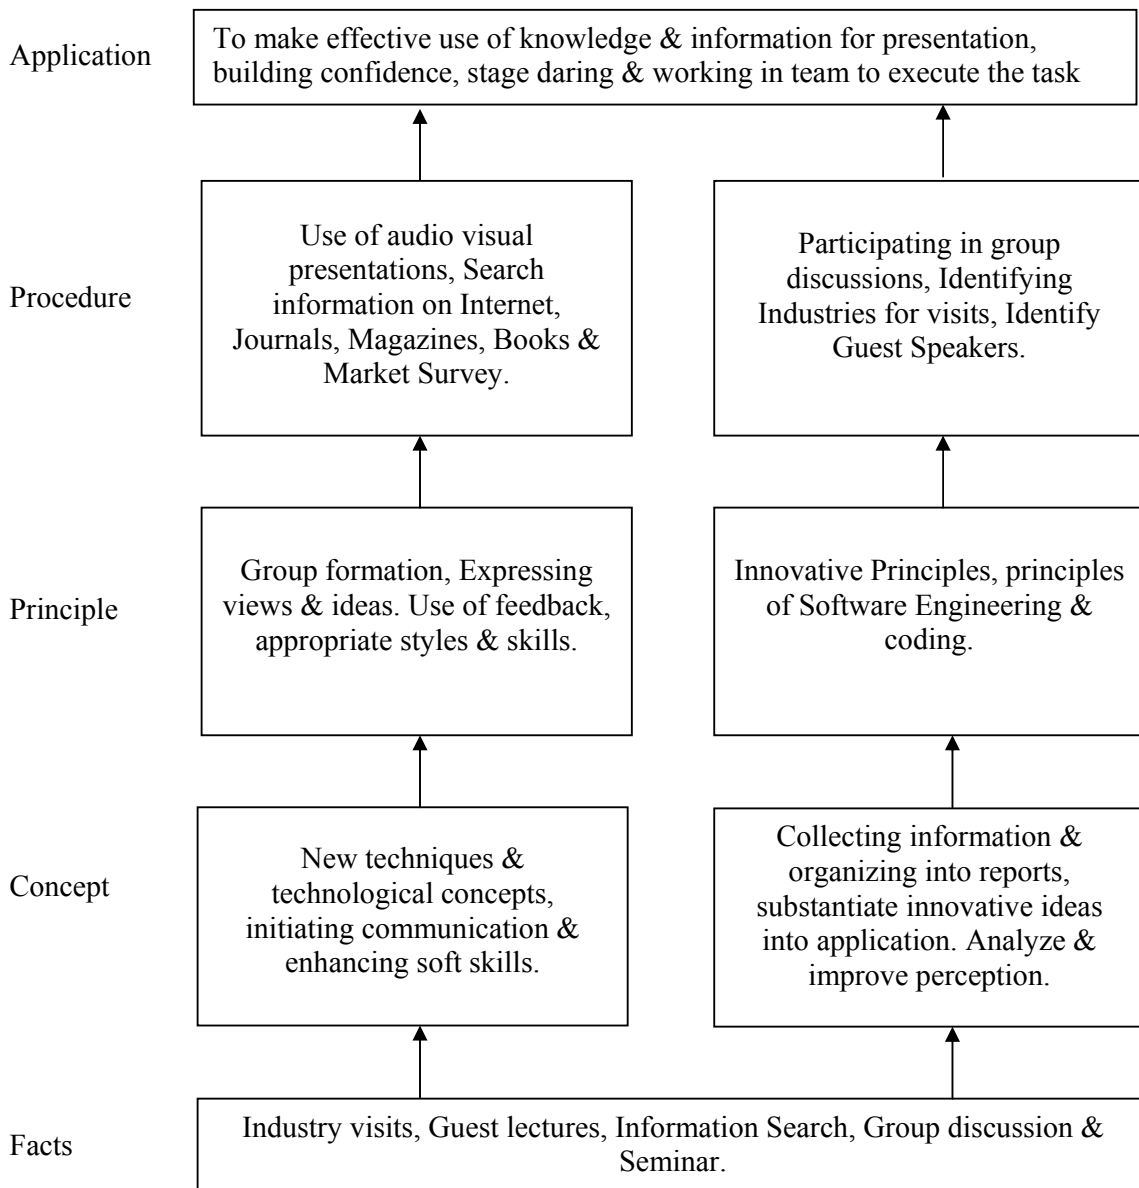 Application
To make effective use of knowledge & information for presentation,
building confidence, stage daring & working in team to execute the task
Procedure
Use of audio visual
presentations, Search
information on Internet,
Journals, Magazines, Books &
Market Survey.
Participating in group
discussions, Identifying
Industries for visits, Identify
Guest Speakers.
Principle
Group formation, Expressing
views & ideas. Use of feedback,
appropriate styles & skills.
Innovative Principles, principles
of Software Engineering &
coding.
Concept
New techniques &
technological concepts,
initiating communication &
enhancing soft skills.
Collecting information &
organizing into reports,
substantiate innovative ideas
into application. Analyze &
improve perception.
Facts
Industry visits, Guest lectures, Information Search, Group discussion &
Seminar.